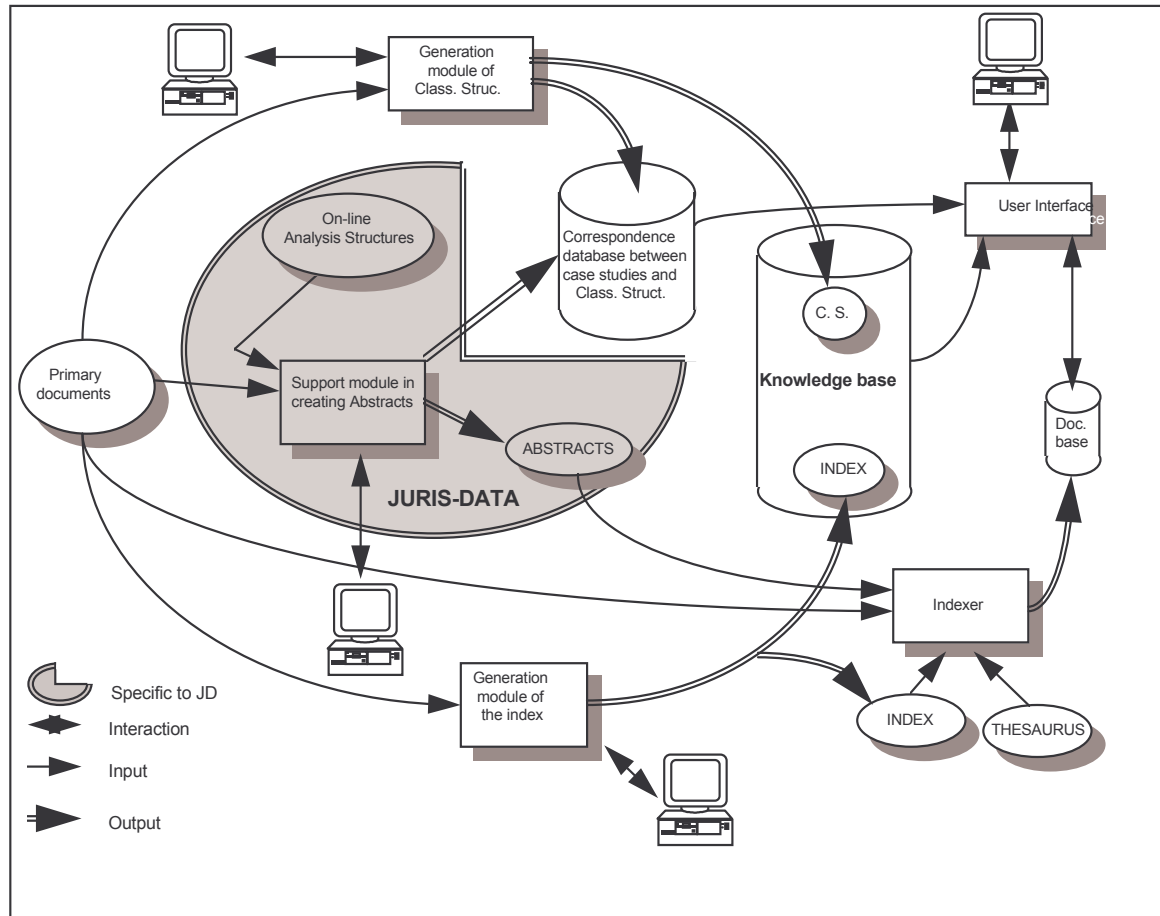 Generation
module of
Class. Struc.
On-line
Analysis Structures
User Interface
ce
Correspondence
database between
case studies and
Class. Struct.
C. S.
Primary
documents
Support module in
creating Abstracts
Knowledge base
Doc.
base
ABSTRACTS
INDEX
JURIS-DATA
Indexer
Generation
module of
the index
Specific to JD
Interaction
Input
Output
INDEX
THESAURUS